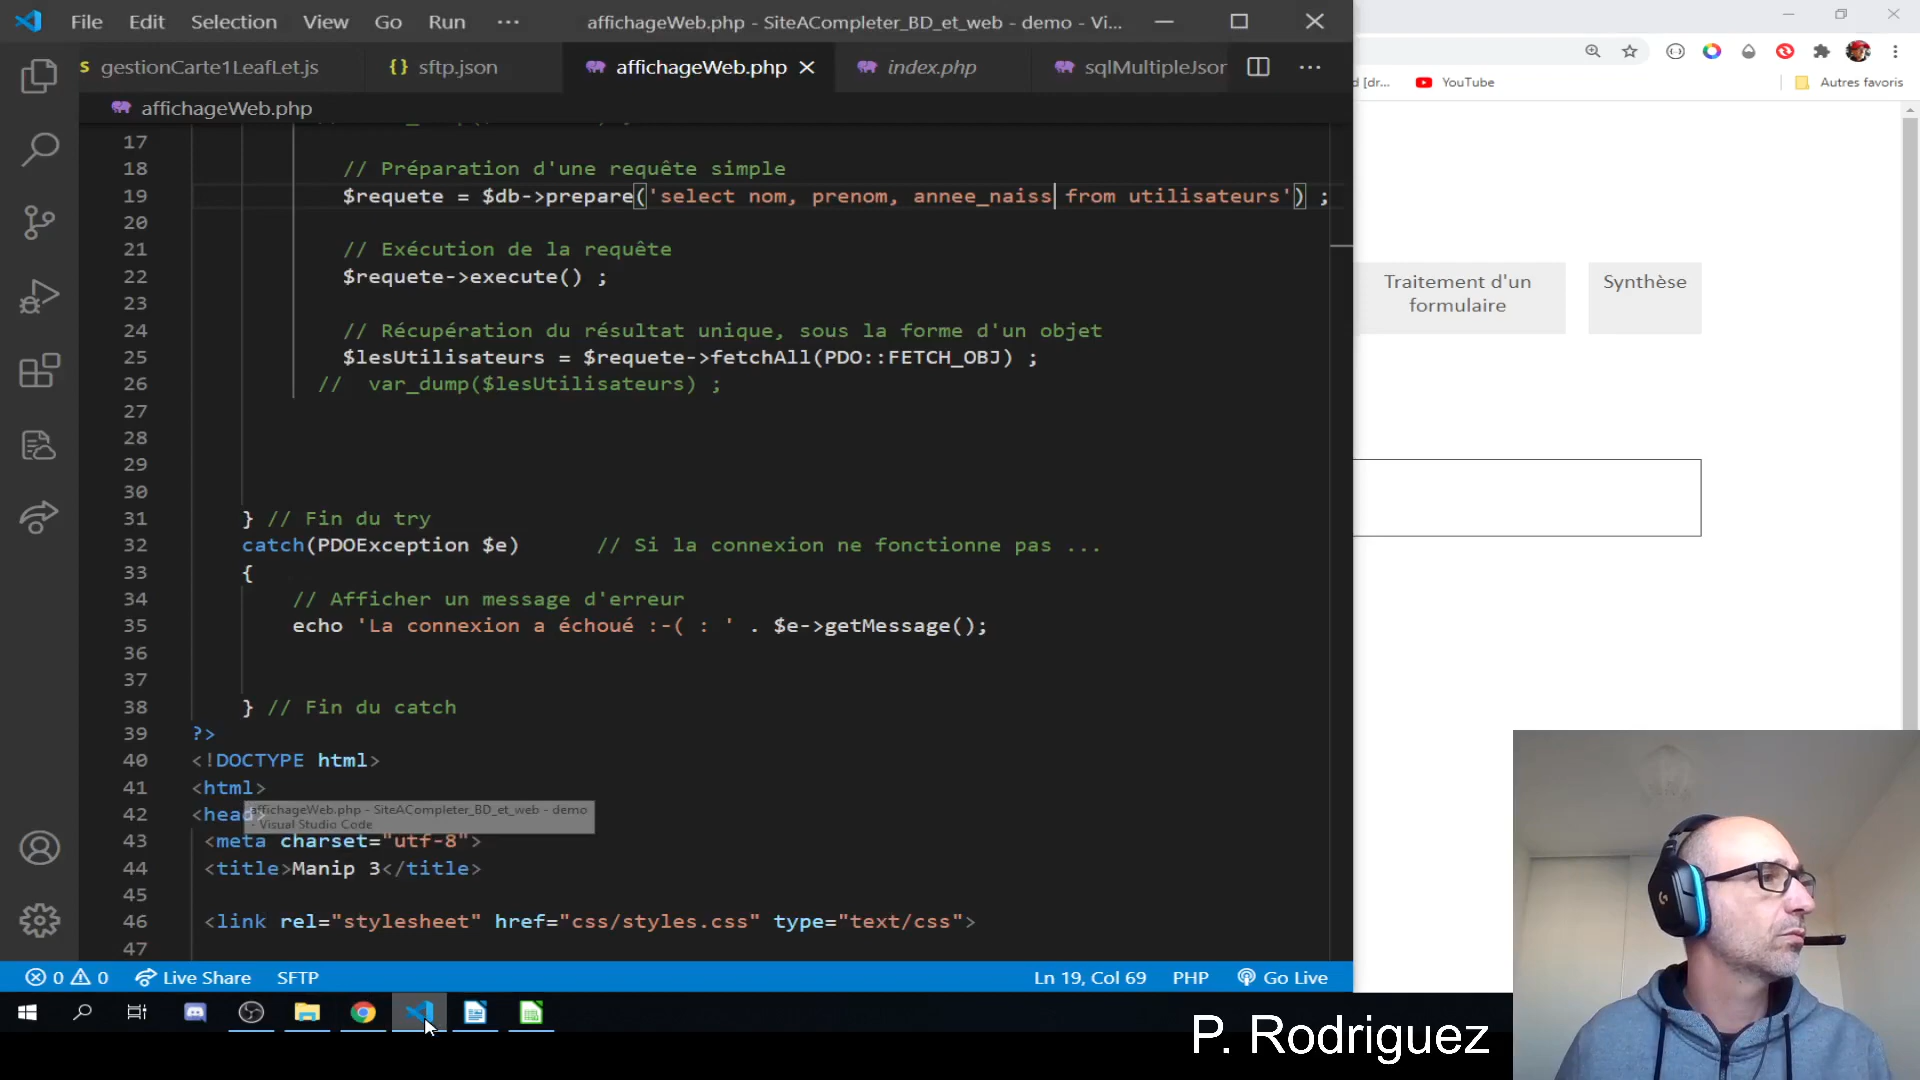 File Edit Selection View Go Run ··· affichageWeb.php - SiteACompleter_BD_et_web - demo - Vi...
gestionCarte1LeafLet.js {} sftp.json affichageWeb.php index.php sqlMultipleJsor
affichageWeb.php
17
18 // Préparation d'une requête simple
19 $requete = $db->prepare('select nom, prenom, annee_naiss from utilisateurs') ;
20
21 // Exécution de la requête
22 $requete->execute() ;
23
24 // Récupération du résultat unique, sous la forme d'un objet
25 $lesUtilisateurs = $requete->fetchAll(PDO::FETCH_OBJ) ;
26 // var_dump($lesUtilisateurs) ;
27
28
29
30
31 } // Fin du try
32 catch(PDOException $e) // Si la connexion ne fonctionne pas ...
33 {
34 // Afficher un message d'erreur
35 echo 'La connexion a échoué :-( : ' . $e->getMessage();
36
37
38 } // Fin du catch
39 ?>
40 <!DOCTYPE html>
41 <html>
42 <head>
affichageWeb.php - SiteACompleter_BD_et_web - demo
- Visual Studio Code
43 <meta charset="utf-8">
44 <title>Manip 3</title>
45
46 <link rel="stylesheet" href="css/styles.css" type="text/css">
47
0 0 Live Share SFTP Ln 19, Col 69 PHP Go Live
d [dr... YouTube Autres favoris
Traitement d'un
formulaire
Synthèse
P. Rodriguez